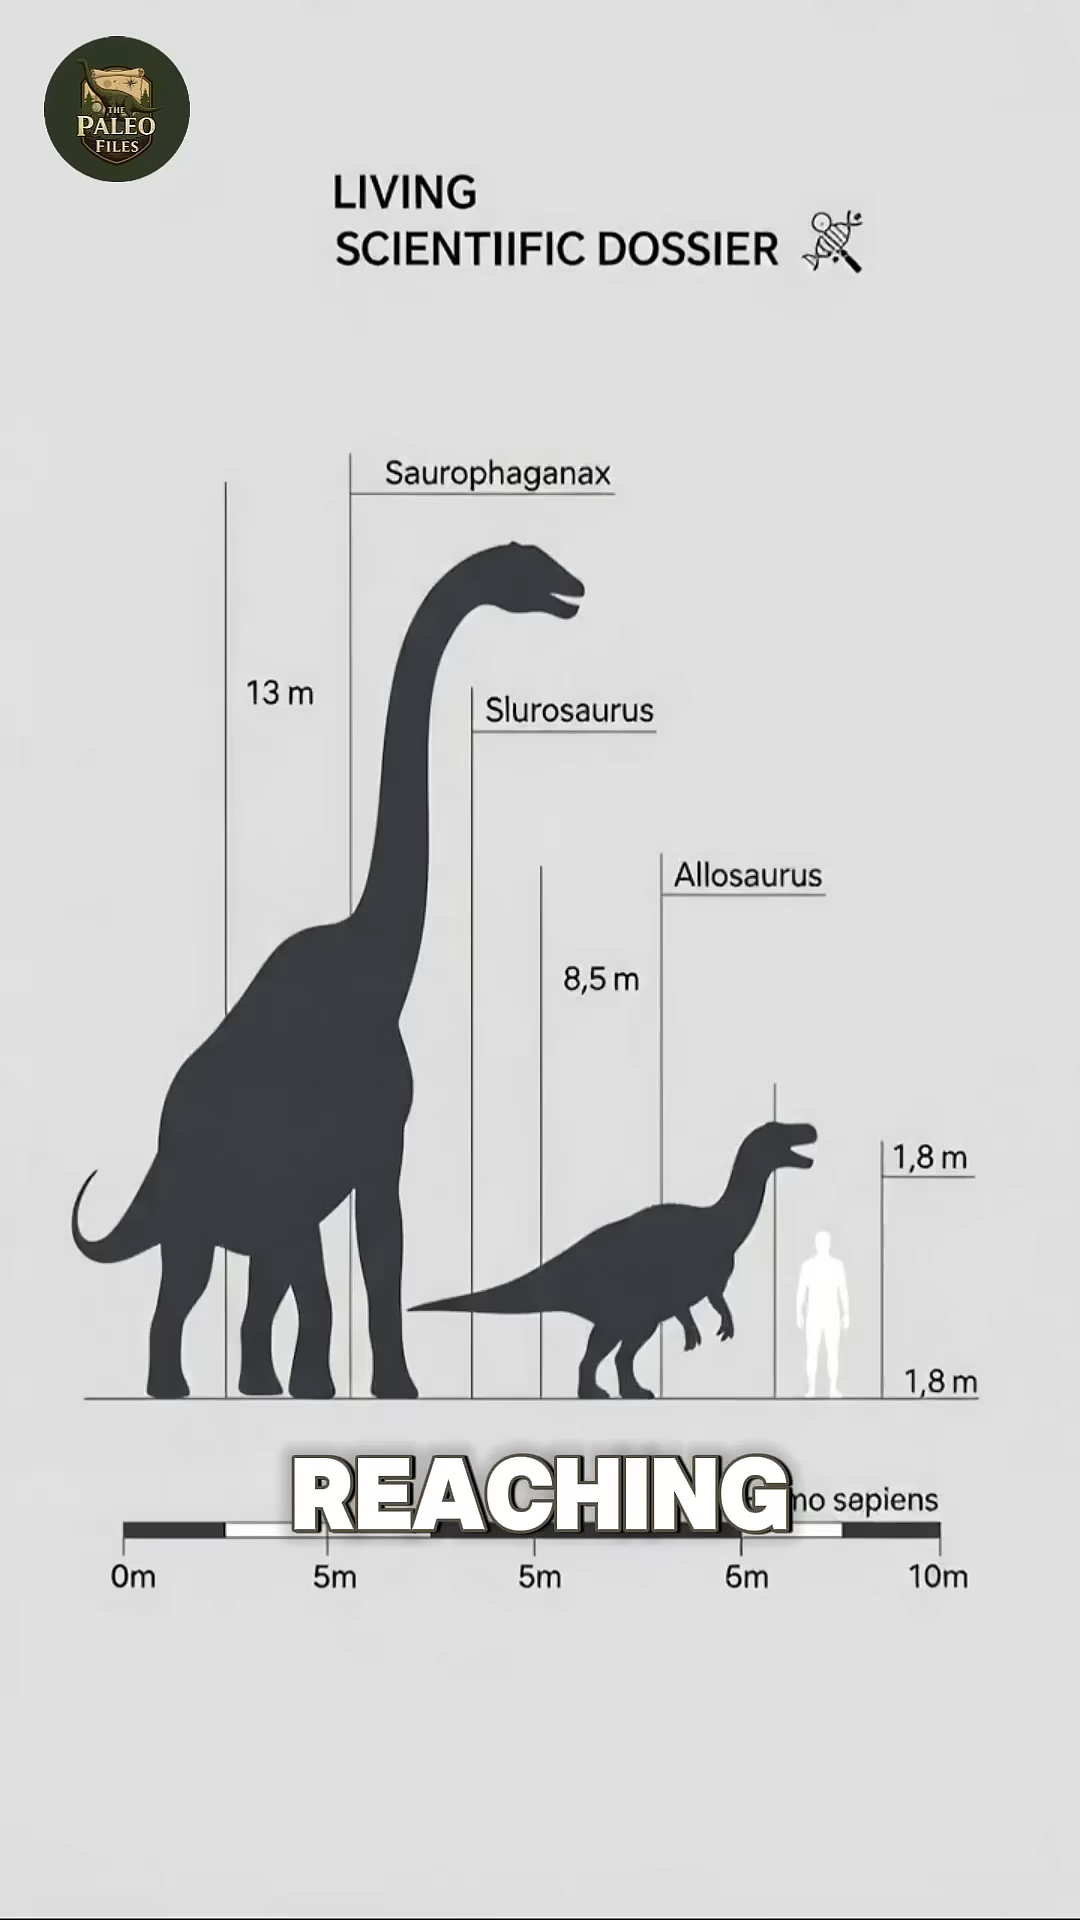 THE
PALEO
FILES
LIVING
SCIENTIIFIC DOSSIER
Saurophaganax
13 m
Slurosaurus
Allosaurus
8,5 m
1,8 m
1,8 m
REACHING
mo sapiens
0m 5m 5m 6m 10m